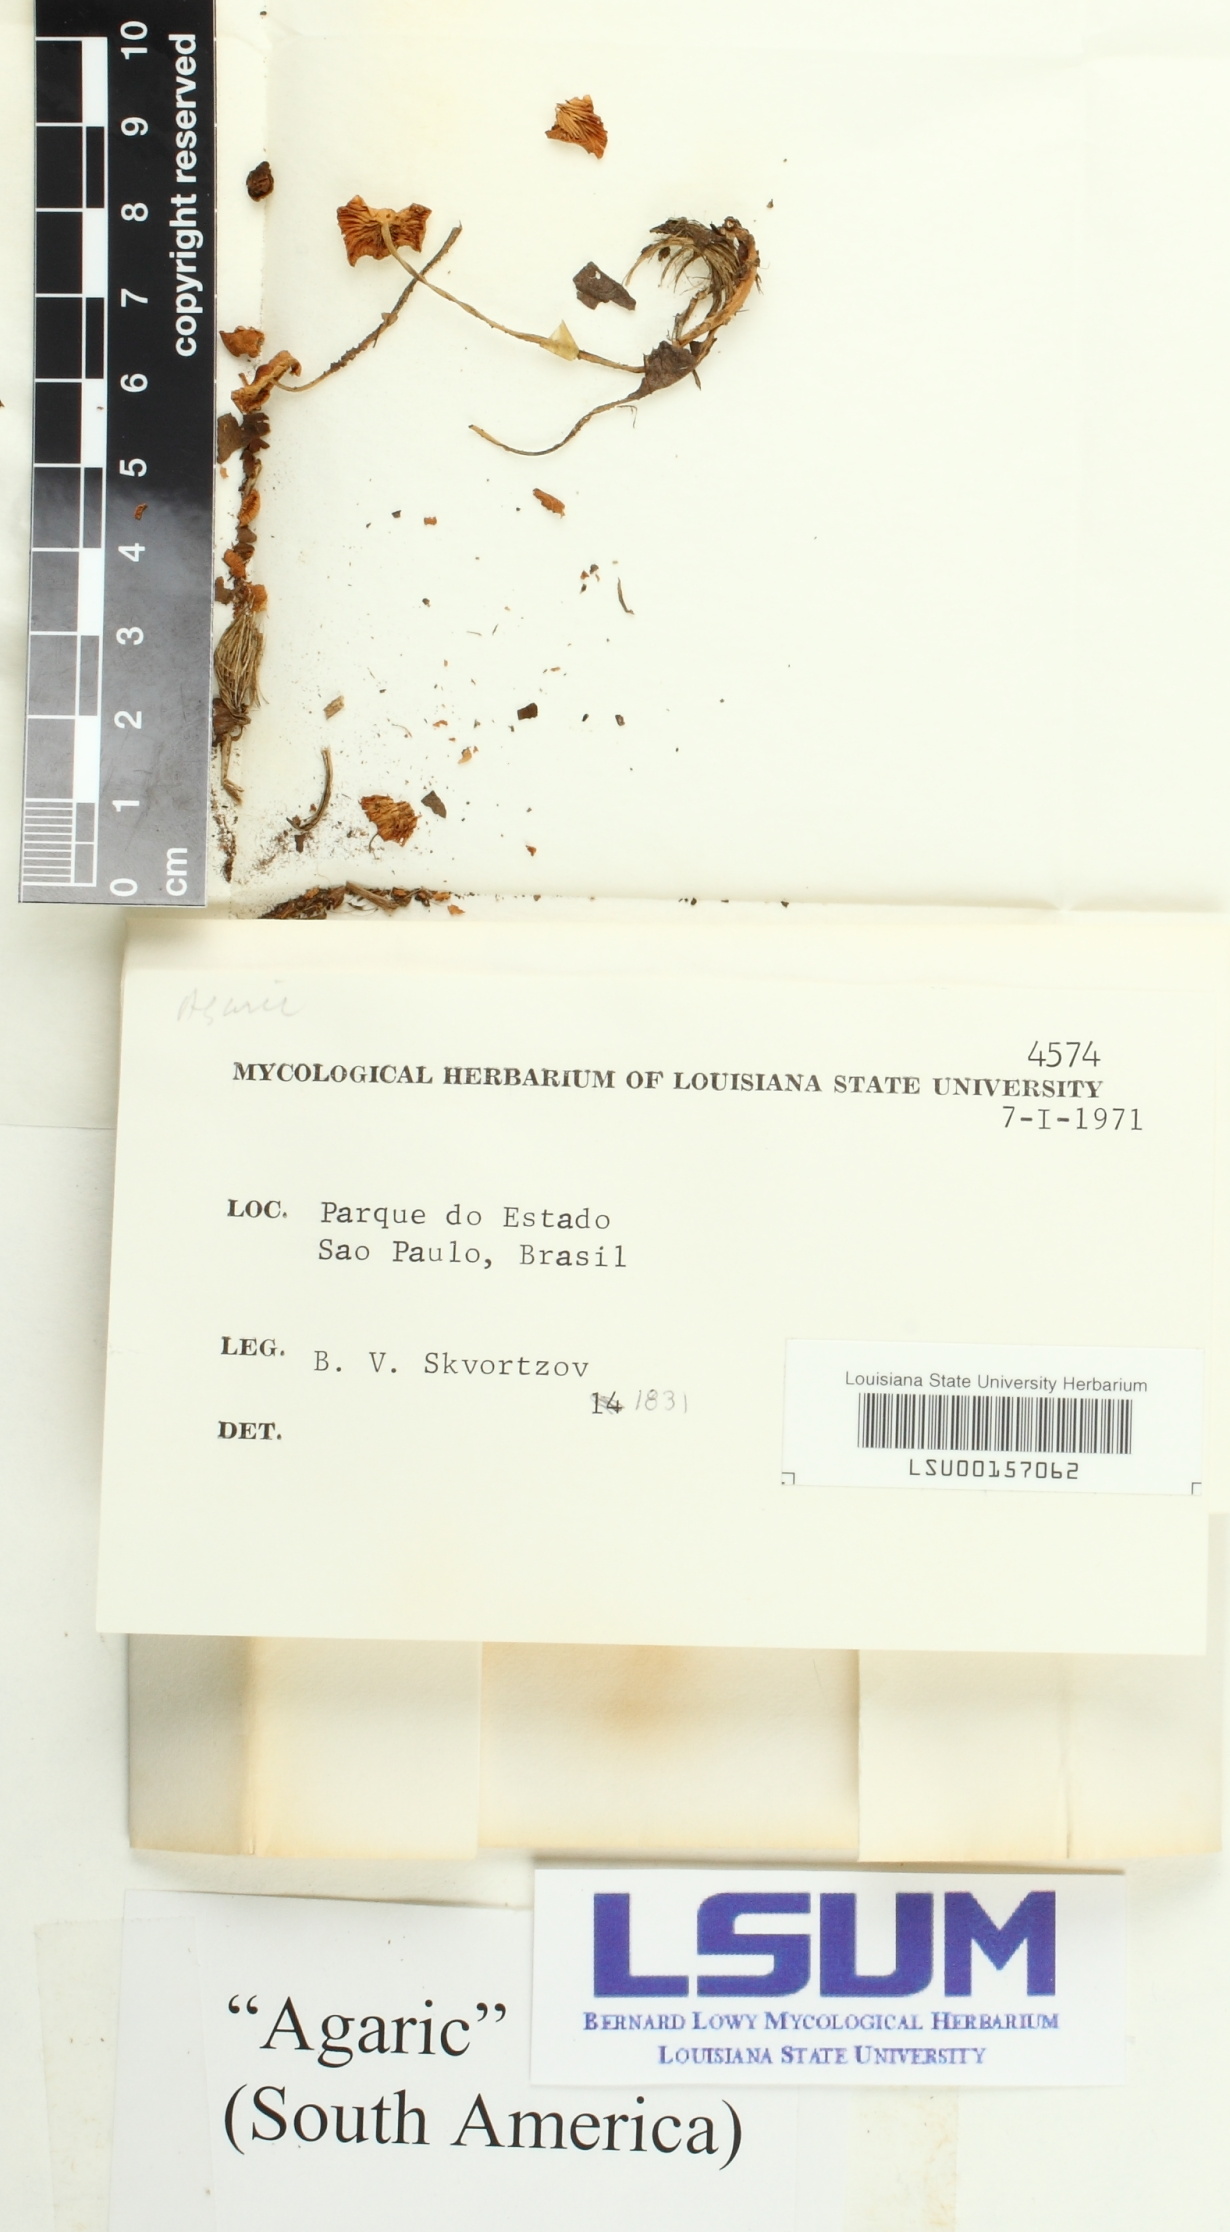 10
9
8
7
6
5
4
3
2
1
0
cm
copyright reserved
Agaric
4574
MYCOLOGICAL HERBARIUM OF LOUISIANA STATE UNIVERSITY
7-I-1971
LOC. Parque do Estado
Sao Paulo, Brasil
LEG. B. V. Skvortzov
14 1831
DET.
Louisiana State University Herbarium
LSU00157062
LSUM
BERNARD LOWY MYCOLOGICAL HERBARIUM
LOUISIANA STATE UNIVERSITY
“Agaric”
(South America)